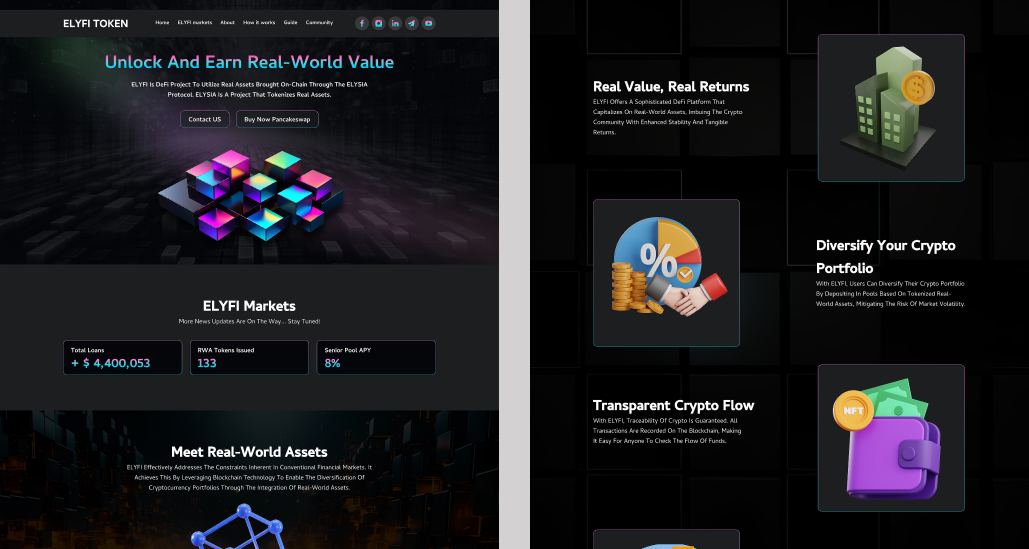 ELYFI TOKEN
Home ELYFI markets About How it works Guide Community
Unlock And Earn Real-World Value
ELYFI Is DeFi Project To Utilize Real Assets Brought On-Chain Through The ELYSIA
Protocol. ELYSIA Is A Project That Tokenizes Real Assets.
Contact US Buy Now Pancakeswap
ELYFI Markets
More News Updates Are On The Way... Stay Tuned!
Total Loans
+ $ 4,400,053
RWA Tokens Issued
133
Senior Pool APY
8%
Meet Real-World Assets
ELYFI Effectively Addresses The Constraints Inherent In Conventional Financial Markets. It
Achieves This By Leveraging Blockchain Technology To Enable The Diversification Of
Cryptocurrency Portfolios Through The Integration Of Real-World Assets.
Real Value, Real Returns
ELYFI Offers A Sophisticated DeFi Platform That
Capitalizes On Real-World Assets, Imbuing The Crypto
Community With Enhanced Stability And Tangible
Returns.
$
%
Diversify Your Crypto
Portfolio
With ELYFI, Users Can Diversify Their Crypto Portfolio
By Depositing In Pools Based On Tokenized Real-
World Assets, Mitigating The Risk Of Market Volatility.
Transparent Crypto Flow
With ELYFI, Traceability Of Crypto Is Guaranteed. All
Transactions Are Recorded On The Blockchain, Making
It Easy For Anyone To Check The Flow Of Funds.
NFT